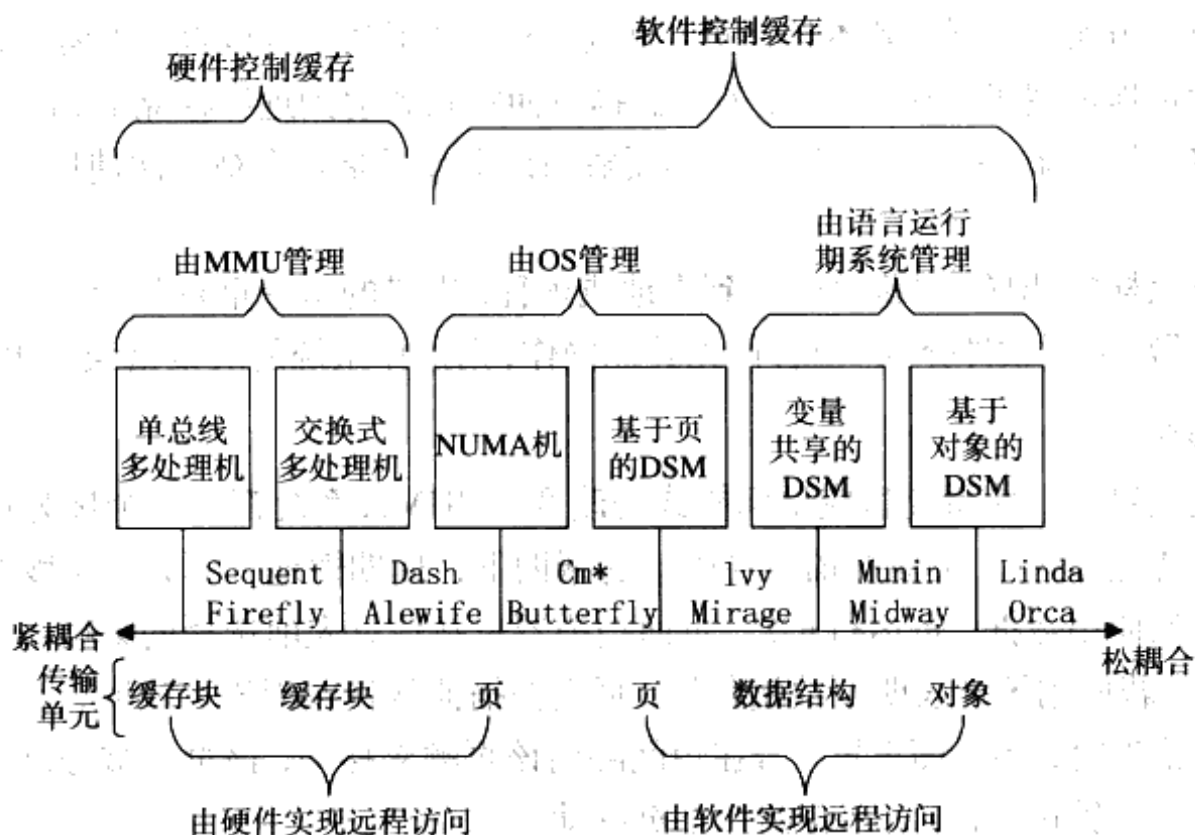 软件控制缓存
硬件控制缓存
由语言运行
期系统管理
由MMU管理
由OS管理
单总线
多处理机
交换式
多处理机
NUMA机
基于页
的DSM
变量
共享的
DSM
基于
对象的
DSM
Sequent
Firefly
Dash
Alewife
Cm*
Butterfly
lvy
Mirage
Munin
Midway
Linda
Orca
紧耦合
松耦合
传输
单元
缓存块
缓存块
页
页
数据结构
对象
由硬件实现远程访问
由软件实现远程访问